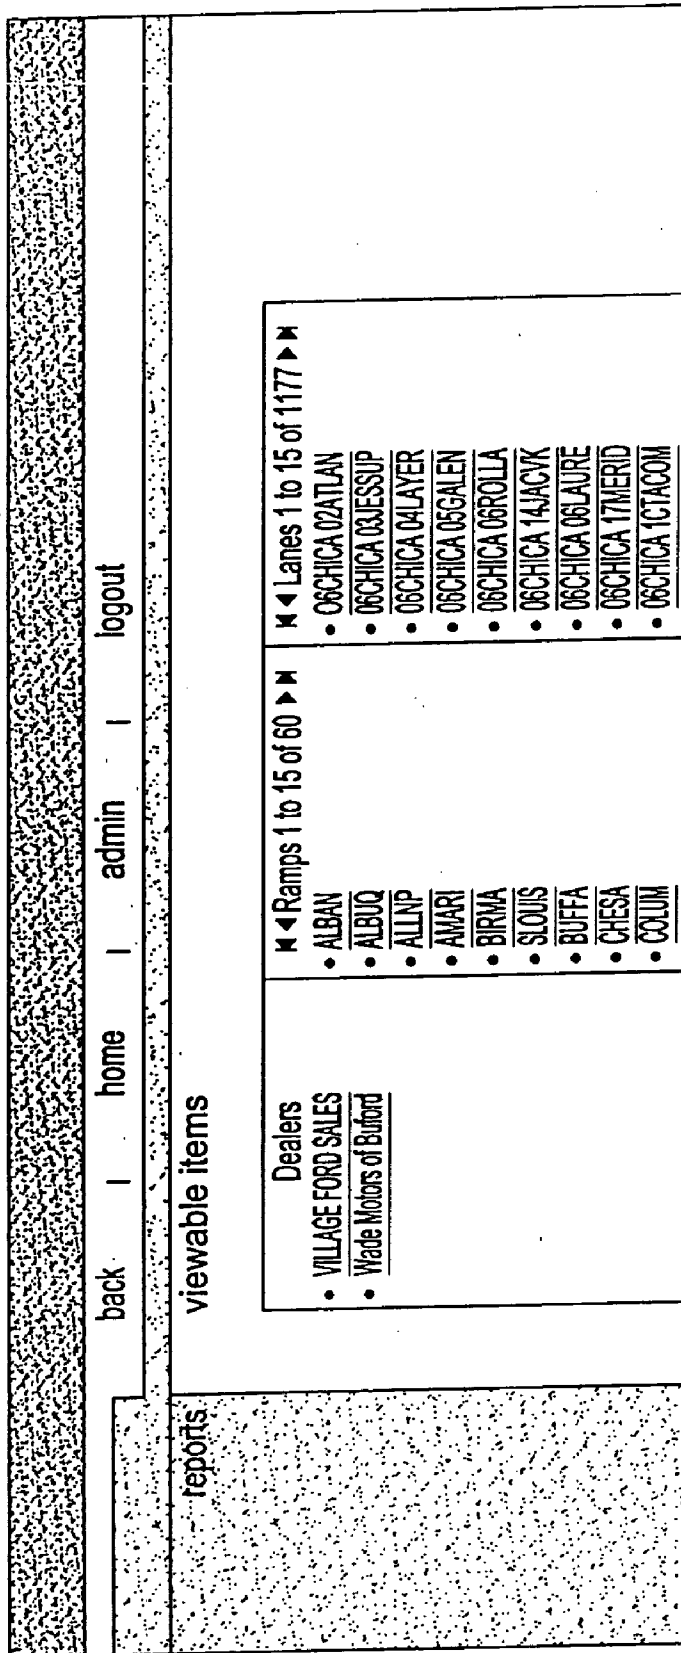 back | home | admin | logout
reports
viewable items
Dealers
• VILLAGE FORD SALES
• Wade Motors of Buford
Ramps 1 to 15 of 60
• ALBAN
• ALBUQ
• ALLNP
• AMARI
• BIRMA
• SLOUIS
• BUFFA
• CHESA
• COLUM
Lanes 1 to 15 of 1177
• 06CHICA 02ATLAN
• 06CHICA 03JESSUP
• 06CHICA 04LAYER
• 06CHICA 05GALEN
• 06CHICA 06ROLLA
• 06CHICA 14JACVK
• 06CHICA 06LAURE
• 06CHICA 17MERID
• 06CHICA 1CTACOM